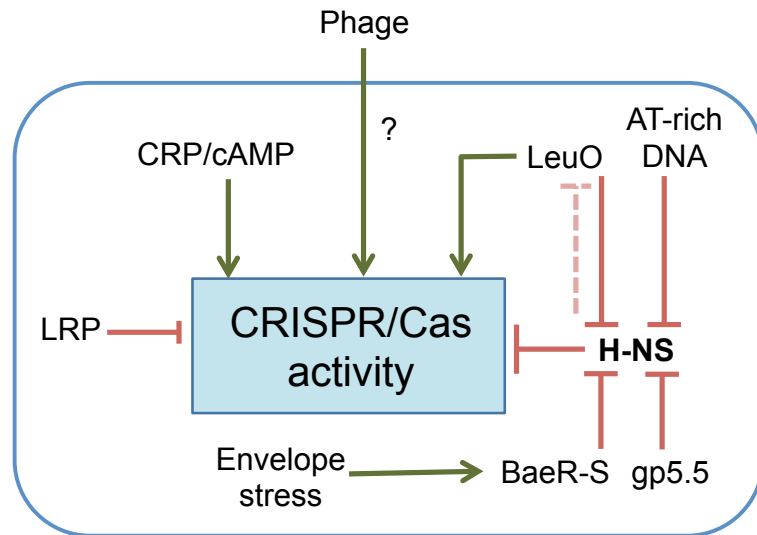 Phage
?
CRP/cAMP
LeuO
AT-rich
DNA
LRP
CRISPR/Cas
activity
H-NS
Envelope
stress
BaeR-S
gp5.5